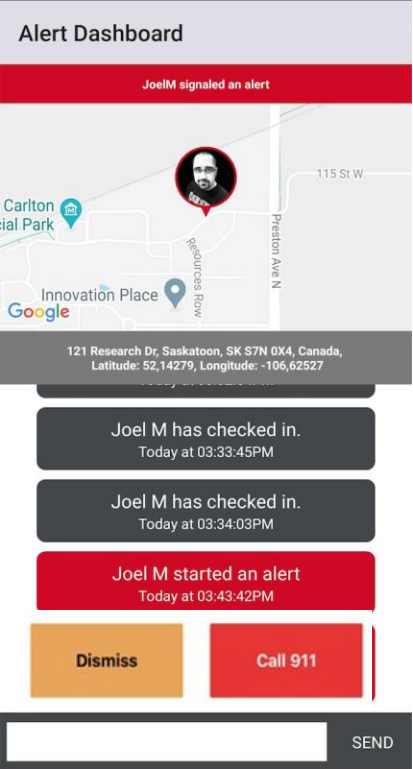 Alert Dashboard
JoelM signaled an alert
115 St W
Carlton
cial Park
Preston Ave N
Resources Row
Innovation Place
Google
121 Research Dr, Saskatoon, SK S7N 0X4, Canada,
Latitude: 52,14279, Longitude: -106,62527
Joel M has checked in.
Today at 03:33:45PM
Joel M has checked in.
Today at 03:34:03PM
Joel M started an alert
Today at 03:43:42PM
Dismiss
Call 911
SEND